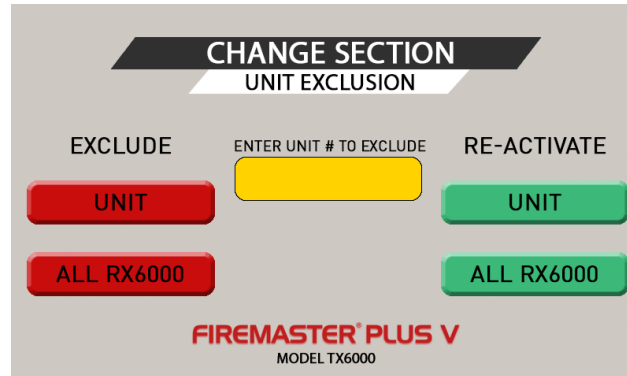 CHANGE SECTION
UNIT EXCLUSION
EXCLUDE
ENTER UNIT # TO EXCLUDE
RE-ACTIVATE
UNIT
UNIT
ALL RX6000
ALL RX6000
FIREMASTER® PLUS V
MODEL TX6000